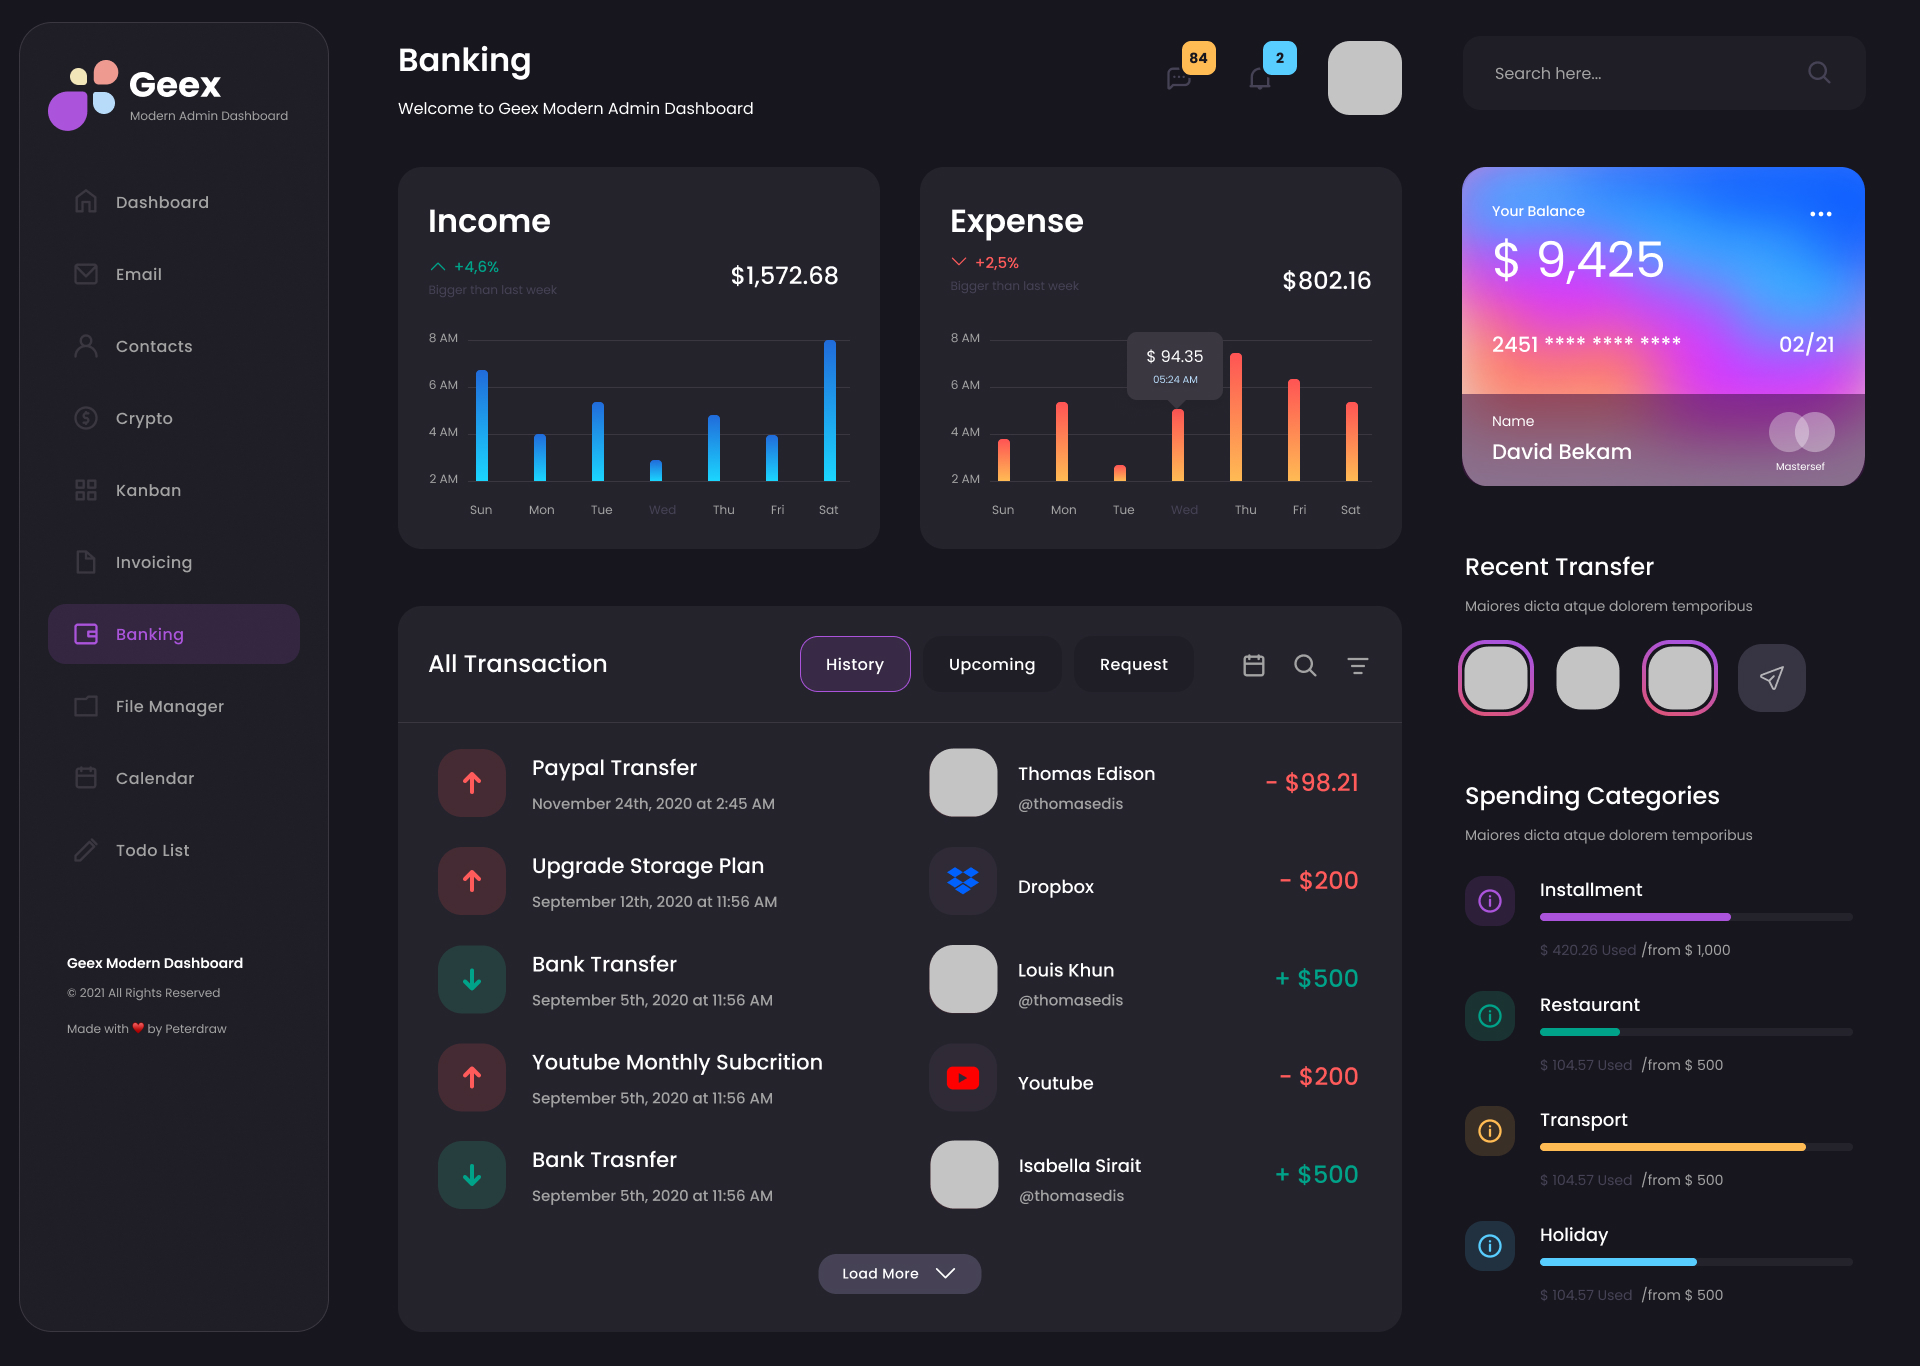 Geex
Modern Admin Dashboard
Dashboard
Email
Contacts
Crypto
Kanban
Invoicing
Banking
File Manager
Calendar
Todo List
Geex Modern Dashboard
© 2021 All Rights Reserved
Made with ❤️ by Peterdraw
Banking
Welcome to Geex Modern Admin Dashboard
84
2
Search here...
Income
+4,6%
Bigger than last week
$1,572.68
8 AM
6 AM
4 AM
2 AM
Sun Mon Tue Wed Thu Fri Sat
Expense
+2,5%
Bigger than last week
$802.16
8 AM
6 AM
4 AM
2 AM
$ 94.35
05:24 AM
Sun Mon Tue Wed Thu Fri Sat
Your Balance
$ 9,425
2451 **** **** **** 02/21
Name
David Bekam
Mastersef
All Transaction
History Upcoming Request
Paypal Transfer
November 24th, 2020 at 2:45 AM
Thomas Edison
@thomasedis
- $98.21
Upgrade Storage Plan
September 12th, 2020 at 11:56 AM
Dropbox
- $200
Bank Transfer
September 5th, 2020 at 11:56 AM
Louis Khun
@thomasedis
+ $500
Youtube Monthly Subcrition
September 5th, 2020 at 11:56 AM
Youtube
- $200
Bank Trasnfer
September 5th, 2020 at 11:56 AM
Isabella Sirait
@thomasedis
+ $500
Load More
Recent Transfer
Maiores dicta atque dolorem temporibus
Spending Categories
Maiores dicta atque dolorem temporibus
Installment
$ 420.26 Used /from $ 1,000
Restaurant
$ 104.57 Used /from $ 500
Transport
$ 104.57 Used /from $ 500
Holiday
$ 104.57 Used /from $ 500